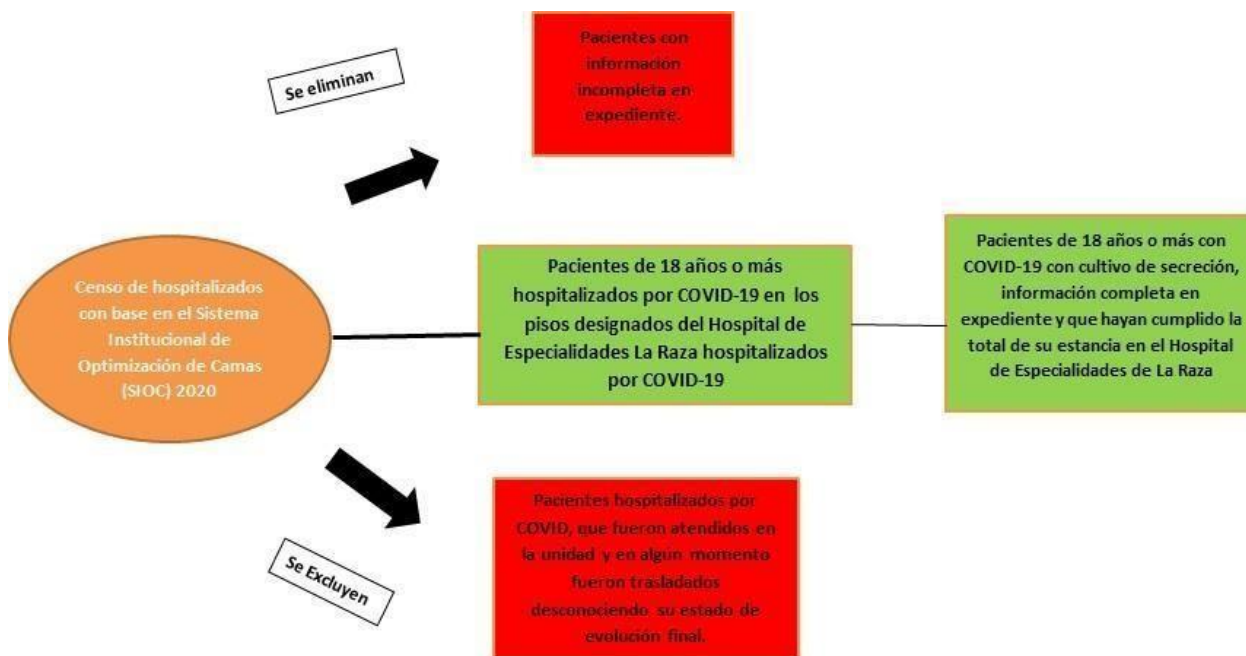 Pacientes con
información
incompleta en
expediente.
Se eliminan
Censo de hospitalizados
con base en el Sistema
Institucional de
Optimización de Camas
(SIOC) 2020
Pacientes de 18 años o más
hospitalizados por COVID-19 en los
pisos designados del Hospital de
Especialidades La Raza hospitalizados
por COVID-19
Pacientes de 18 años o más con
COVID-19 con cultivo de secreción,
información completa en
expediente y que hayan cumplido la
total de su estancia en el Hospital
de Especialidades de La Raza
Se Excluyen
Pacientes hospitalizados por
COVID, que fueron atendidos en
la unidad y en algún momento
fueron trasladados
desconociendo su estado de
evolución final.